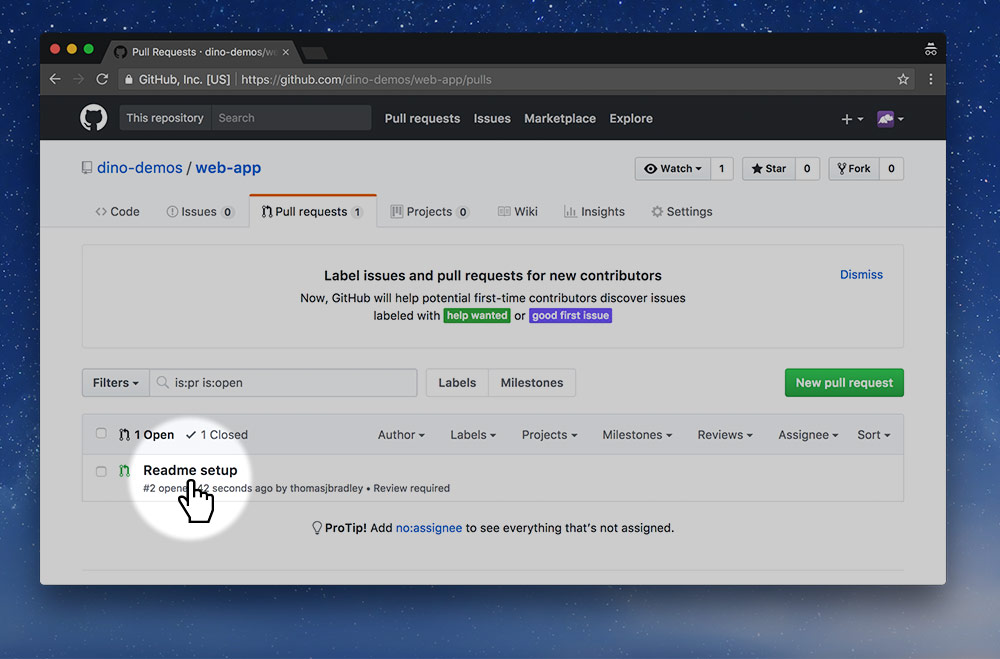 Pull Requests · dino-demos/we
GitHub, Inc. [US] https://github.com/dino-demos/web-app/pulls
This repository Search Pull requests Issues Marketplace Explore
dino-demos / web-app Watch 1 Star 0 Fork 0
Code Issues 0 Pull requests 1 Projects 0 Wiki Insights Settings
Label issues and pull requests for new contributors Dismiss
Now, GitHub will help potential first-time contributors discover issues
labeled with help wanted or good first issue
Filters is:pr is:open Labels Milestones New pull request
1 Open 1 Closed Author Labels Projects Milestones Reviews Assignee Sort
Readme setup
#2 opene 42 seconds ago by thomasjbradley • Review required
ProTip! Add no:assignee to see everything that’s not assigned.